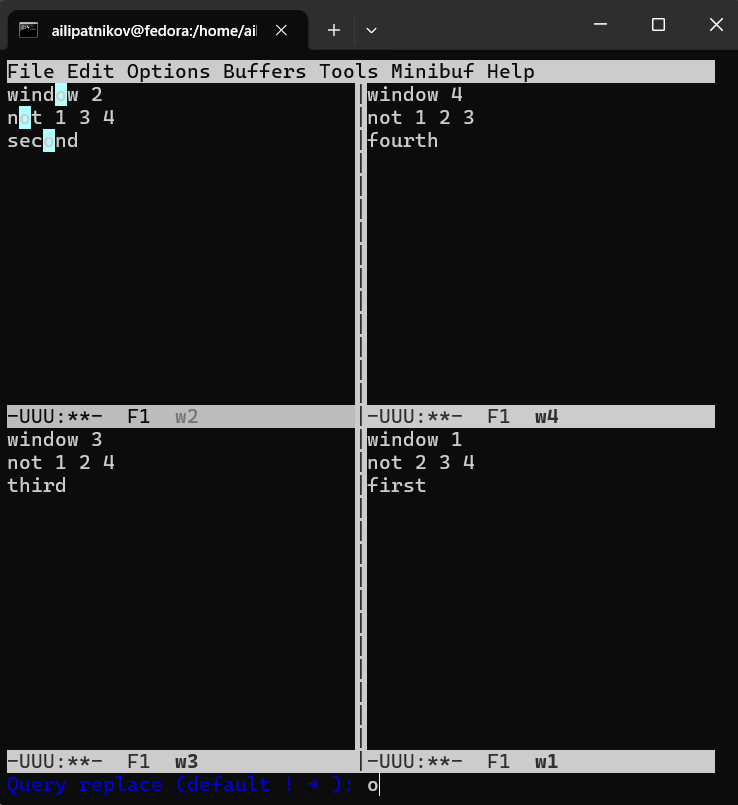 ailipatnikov@fedora:/home/ail
File Edit Options Buffers Tools Minibuf Help
window 2
not 1 3 4
second
-UUU:**-  F1  w2
window 4
not 1 2 3
fourth
-UUU:**-  F1  w4
window 3
not 1 2 4
third
-UUU:**-  F1  w3
window 1
not 2 3 4
first
-UUU:**-  F1  w1
Query replace (default ! → ): o